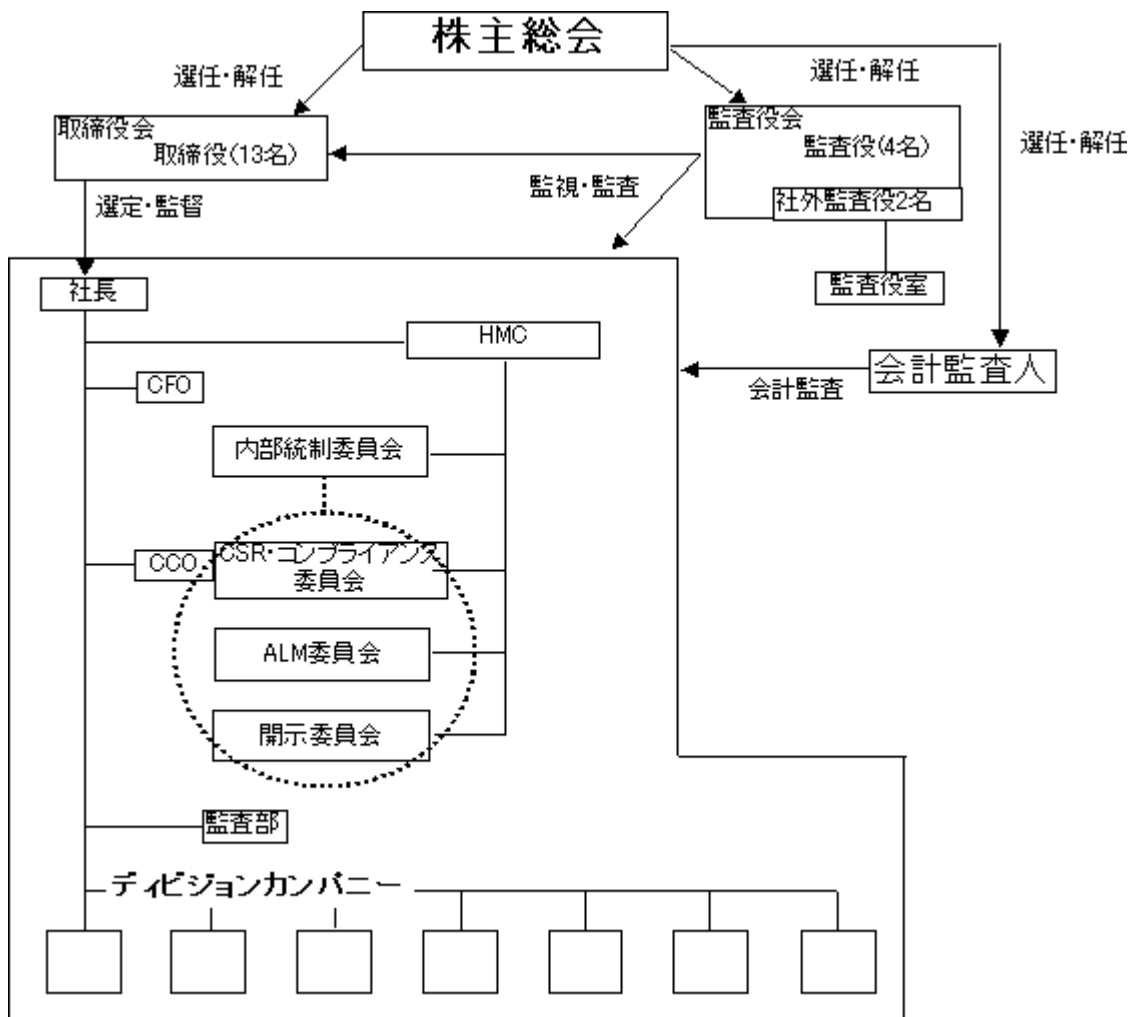 株主総会
選任・解任
選任・解任
選任・解任
取締役会
取締役(13名)
監査役会
監査役(4名)
社外監査役2名
監視・監査
選定・監督
監査役室
社長
HMC
会計監査人
会計監査
CFO
内部統制委員会
CCO
CSR・コンプライアンス
委員会
ALM委員会
開示委員会
監査部
ディビジョンカンパニー